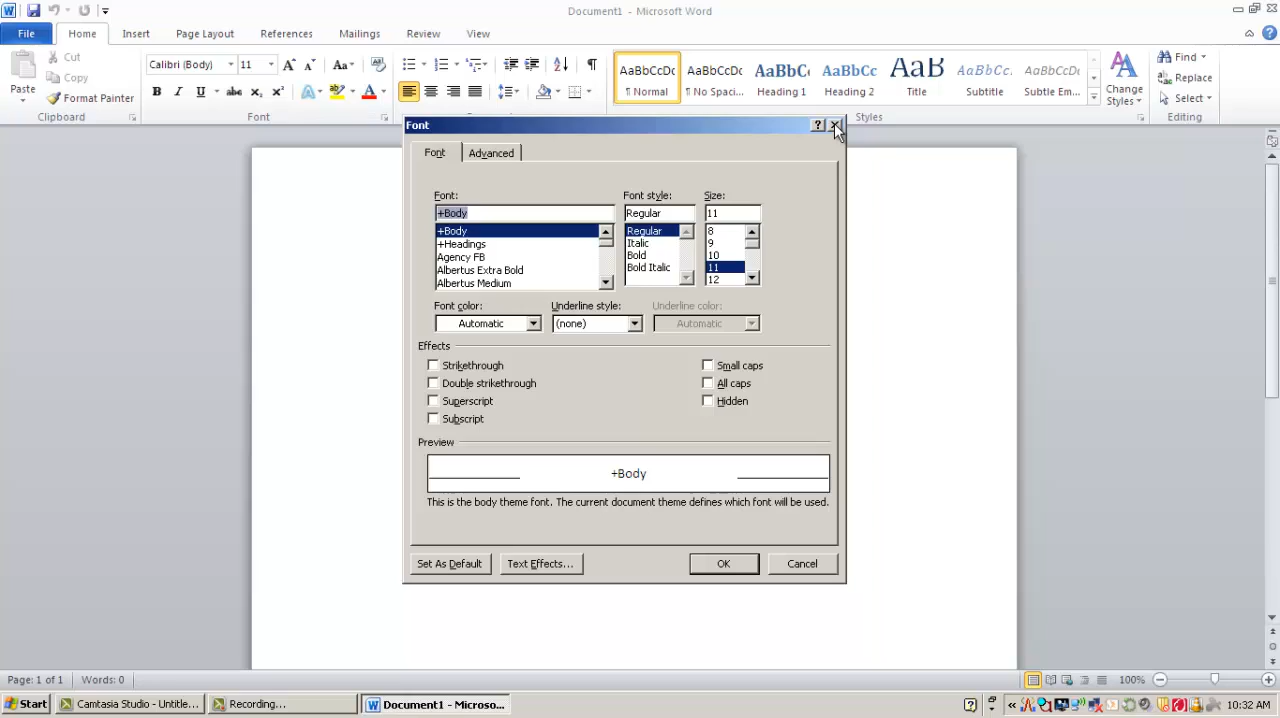 Document1 - Microsoft Word
File Home Insert Page Layout References Mailings Review View
Paste
Cut
Copy
Format Painter
Clipboard
Calibri (Body) 11
Font
AaBbCcDc AaBbCcDc AaBbCc AaBbCc AaB AaBbCc. AaBbCcDc
¶ Normal ¶ No Spaci... Heading 1 Heading 2 Title Subtitle Subtle Em...
Change
Styles
Styles
Find
Replace
Select
Editing
Font
Font Advanced
Font: Font style: Size:
+Body Regular 11
+Body Regular 8
+Headings Italic 9
Agency FB Bold 10
Albertus Extra Bold Bold Italic 11
Albertus Medium 12
Font color: Underline style: Underline color:
Automatic (none) Automatic
Effects
Strikethrough Small caps
Double strikethrough All caps
Superscript Hidden
Subscript
Preview
+Body
This is the body theme font. The current document theme defines which font will be used.
Set As Default Text Effects... OK Cancel
Page: 1 of 1 Words: 0 100%
Start Camtasia Studio - Untitle... Recording... Document1 - Microso... 10:32 AM